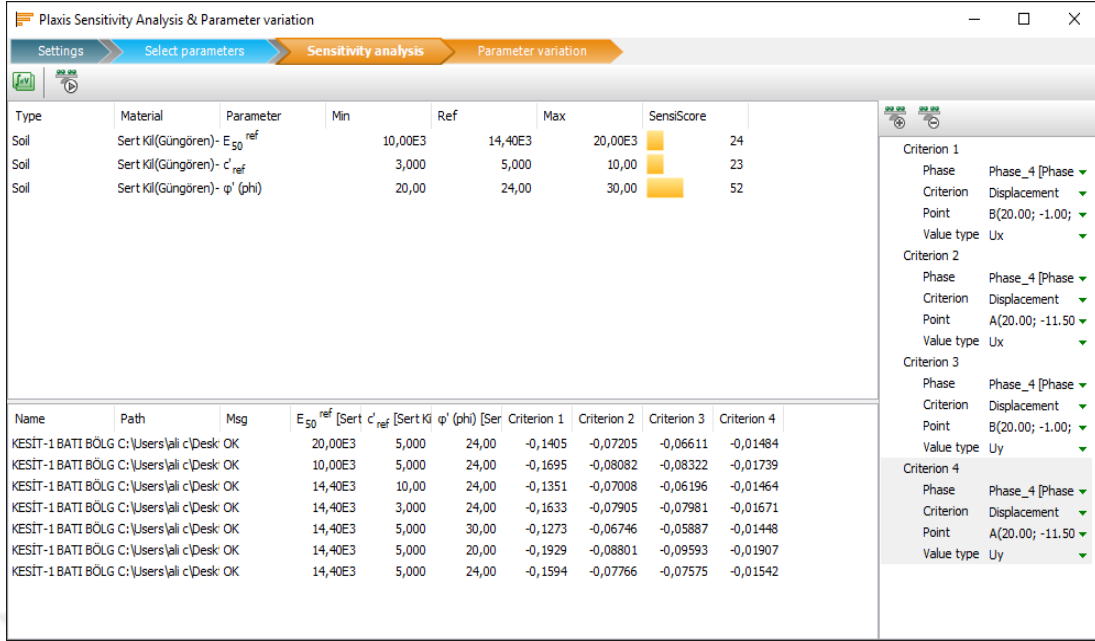 Plaxis Sensitivity Analysis & Parameter variation
Settings Select parameters Sensitivity analysis Parameter variation
Type Material Parameter Min Ref Max SensiScore
Soil Sert Kil(Güngören)- E50 ref 10,00E3 14,40E3 20,00E3 24
Soil Sert Kil(Güngören)- c'ref 3,000 5,000 10,00 23
Soil Sert Kil(Güngören)- φ' (phi) 20,00 24,00 30,00 52
Name Path Msg E50 ref [Sert c'ref [Sert Ki φ' (phi) [Ser Criterion 1 Criterion 2 Criterion 3 Criterion 4
KESİT-1 BATI BÖLG C:\Users\ali c\Desk OK 20,00E3 5,000 24,00 -0,1405 -0,07205 -0,06611 -0,01484
KESİT-1 BATI BÖLG C:\Users\ali c\Desk OK 10,00E3 5,000 24,00 -0,1695 -0,08082 -0,08322 -0,01739
KESİT-1 BATI BÖLG C:\Users\ali c\Desk OK 14,40E3 10,00 24,00 -0,1351 -0,07008 -0,06196 -0,01464
KESİT-1 BATI BÖLG C:\Users\ali c\Desk OK 14,40E3 3,000 24,00 -0,1633 -0,07905 -0,07981 -0,01671
KESİT-1 BATI BÖLG C:\Users\ali c\Desk OK 14,40E3 5,000 30,00 -0,1273 -0,06746 -0,05887 -0,01448
KESİT-1 BATI BÖLG C:\Users\ali c\Desk OK 14,40E3 5,000 20,00 -0,1929 -0,08801 -0,09593 -0,01907
KESİT-1 BATI BÖLG C:\Users\ali c\Desk OK 14,40E3 5,000 24,00 -0,1594 -0,07766 -0,07575 -0,01542
Criterion 1
Phase Phase_4 [Phase
Criterion Displacement
Point B(20.00; -1.00;
Value type Ux
Criterion 2
Phase Phase_4 [Phase
Criterion Displacement
Point A(20.00; -11.50
Value type Ux
Criterion 3
Phase Phase_4 [Phase
Criterion Displacement
Point B(20.00; -1.00;
Value type Uy
Criterion 4
Phase Phase_4 [Phase
Criterion Displacement
Point A(20.00; -11.50
Value type Uy